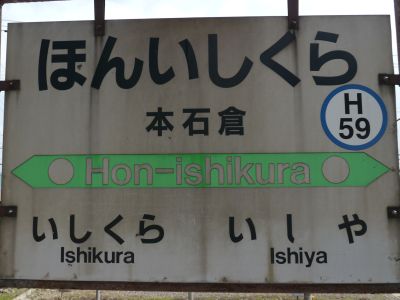 ほんいしくら
本石倉
H
59
Hon-ishikura
いしくら いしや
Ishikura Ishiya